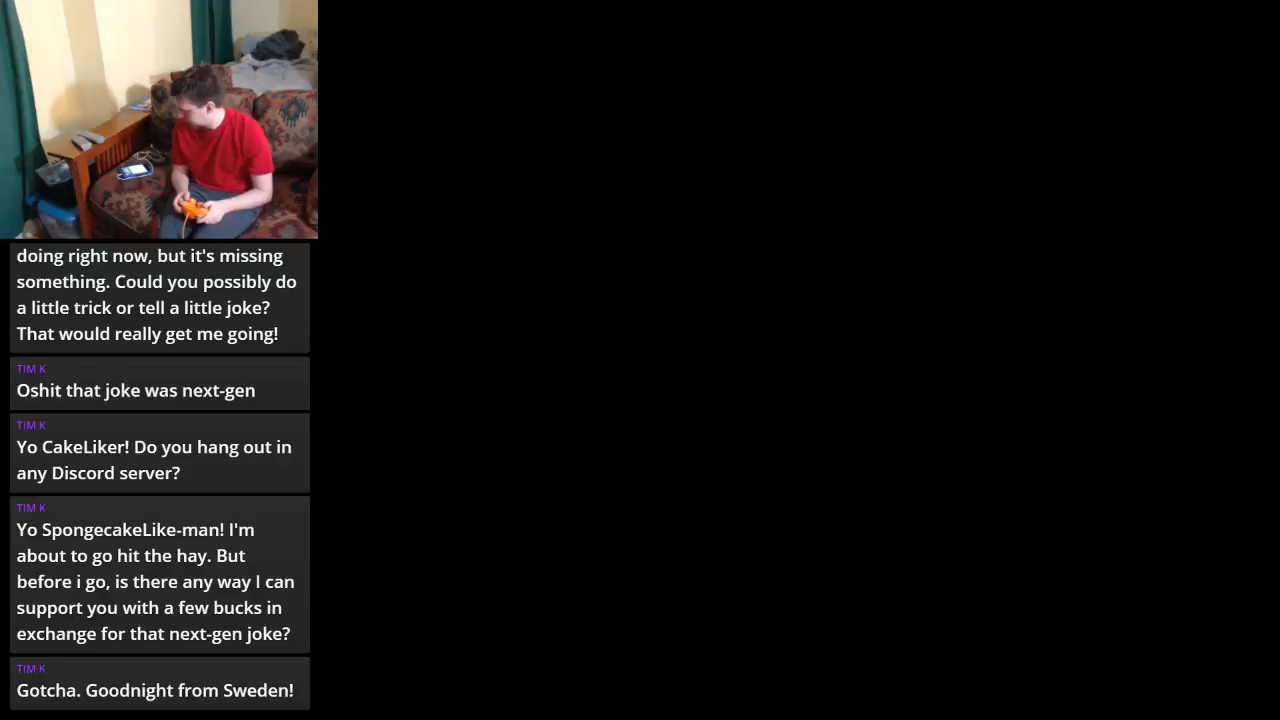 doing right now, but it's missing
something. Could you possibly do
a little trick or tell a little joke?
That would really get me going!
TIM K
Oshit that joke was next-gen
TIM K
Yo CakeLiker! Do you hang out in
any Discord server?
TIM K
Yo SpongecakeLike-man! I'm
about to go hit the hay. But
before i go, is there any way I can
support you with a few bucks in
exchange for that next-gen joke?
TIM K
Gotcha. Goodnight from Sweden!